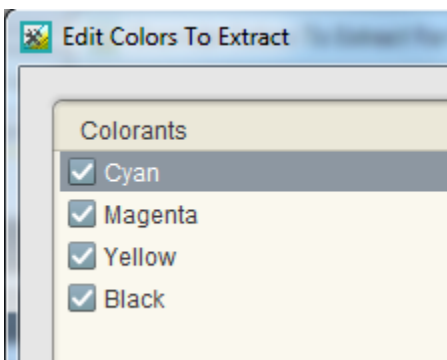 Edit Colors To Extract
Colorants
Cyan
Magenta
Yellow
Black